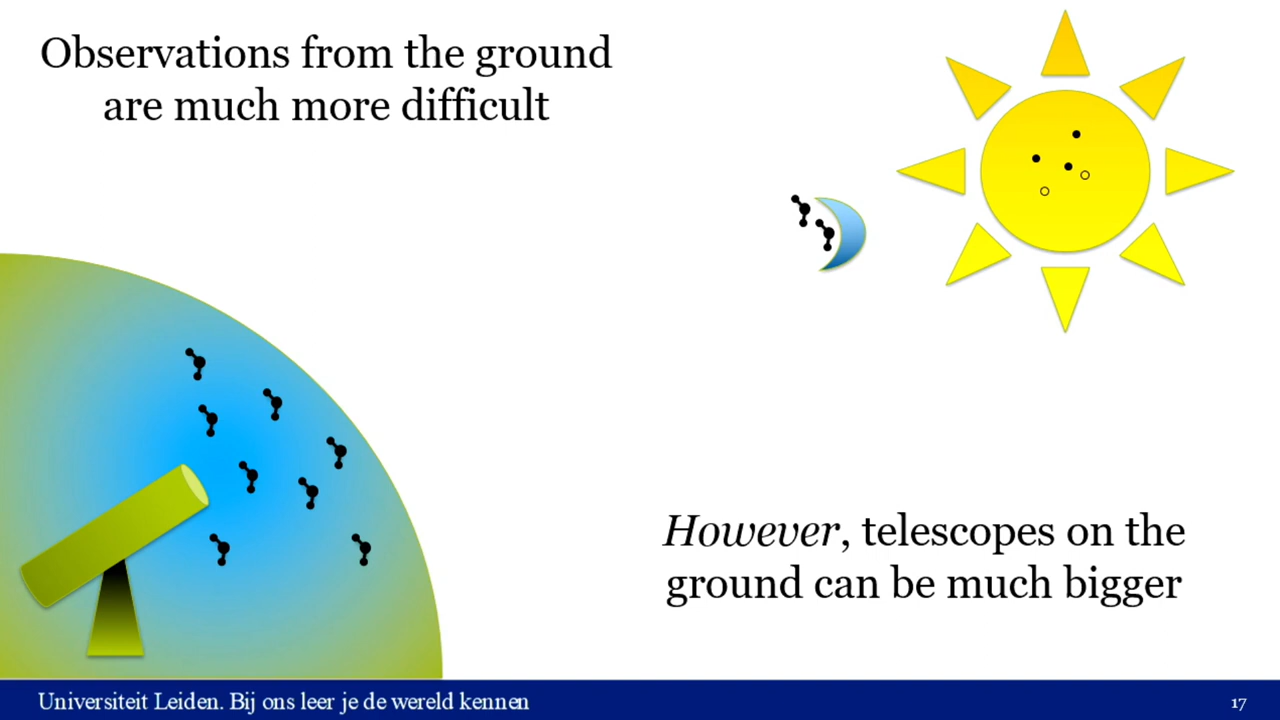 Observations from the ground
are much more difficult
However, telescopes on the
ground can be much bigger
Universiteit Leiden. Bij ons leer je de wereld kennen
17